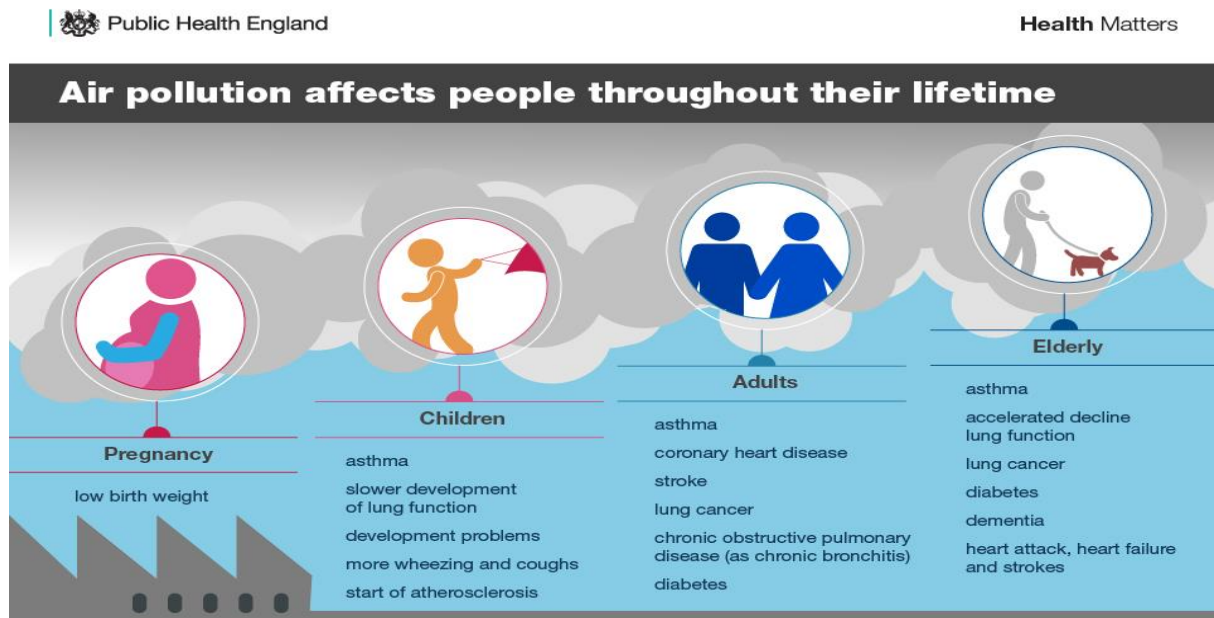 Public Health England
Health Matters
Air pollution affects people throughout their lifetime
Pregnancy
low birth weight
Children
asthma
slower development
of lung function
development problems
more wheezing and coughs
start of atherosclerosis
Adults
asthma
coronary heart disease
stroke
lung cancer
chronic obstructive pulmonary
disease (as chronic bronchitis)
diabetes
Elderly
asthma
accelerated decline
lung function
lung cancer
diabetes
dementia
heart attack, heart failure
and strokes